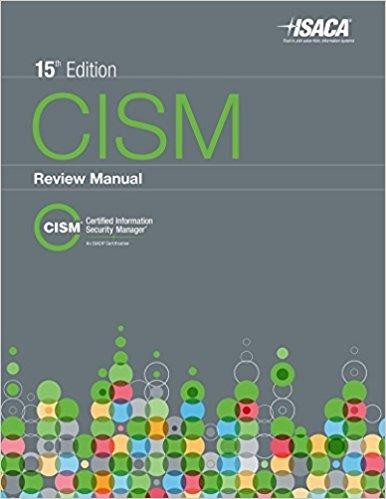 ISACA®
Trust in, and value from, information systems
15th Edition
CISM
Review Manual
CISM®
Certified Information
Security Manager®
An ISACA® Certification